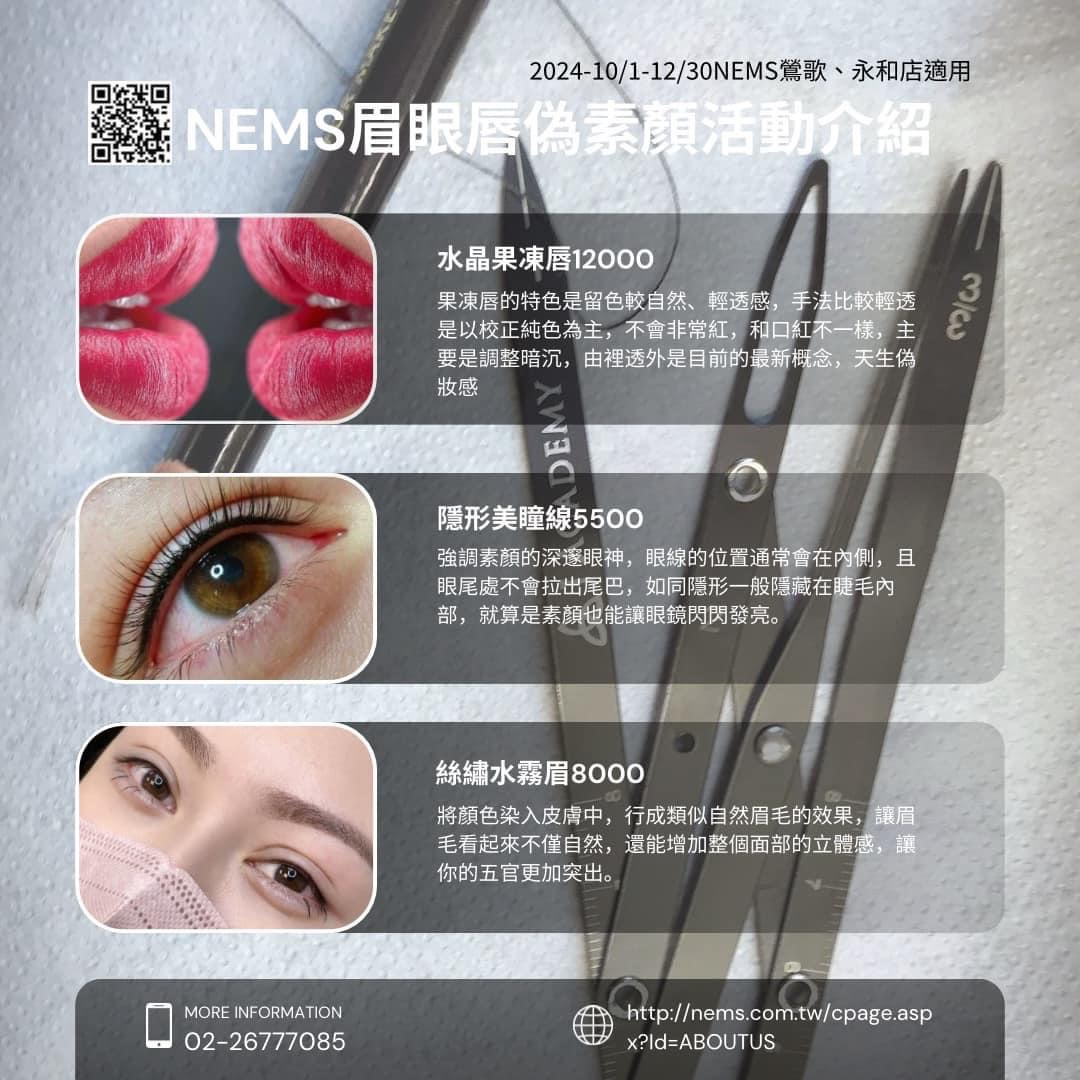 2024-10/1-12/30NEMS鶯歌、永和店適用
NEMS眉眼唇偽素顏活動介紹
水晶果凍唇12000
果凍唇的特色是留色較自然、輕透感，手法比較輕透
是以校正純色為主，不會非常紅，和口紅不一樣，主
要是調整暗沉，由裡透外是目前的最新概念，天生偽
妝感
隱形美瞳線5500
強調素顏的深邃眼神，眼線的位置通常會在內側，且
眼尾處不會拉出尾巴，如同隱形一般隱藏在睫毛內
部，就算是素顏也能讓眼鏡閃閃發亮。
絲繡水霧眉8000
將顏色染入皮膚中，行成類似自然眉毛的效果，讓眉
毛看起來不僅自然，還能增加整個面部的立體感，讓
你的五官更加突出。
MORE INFORMATION
02-26777085
http://nems.com.tw/cpage.asp
x?Id=ABOUTUS